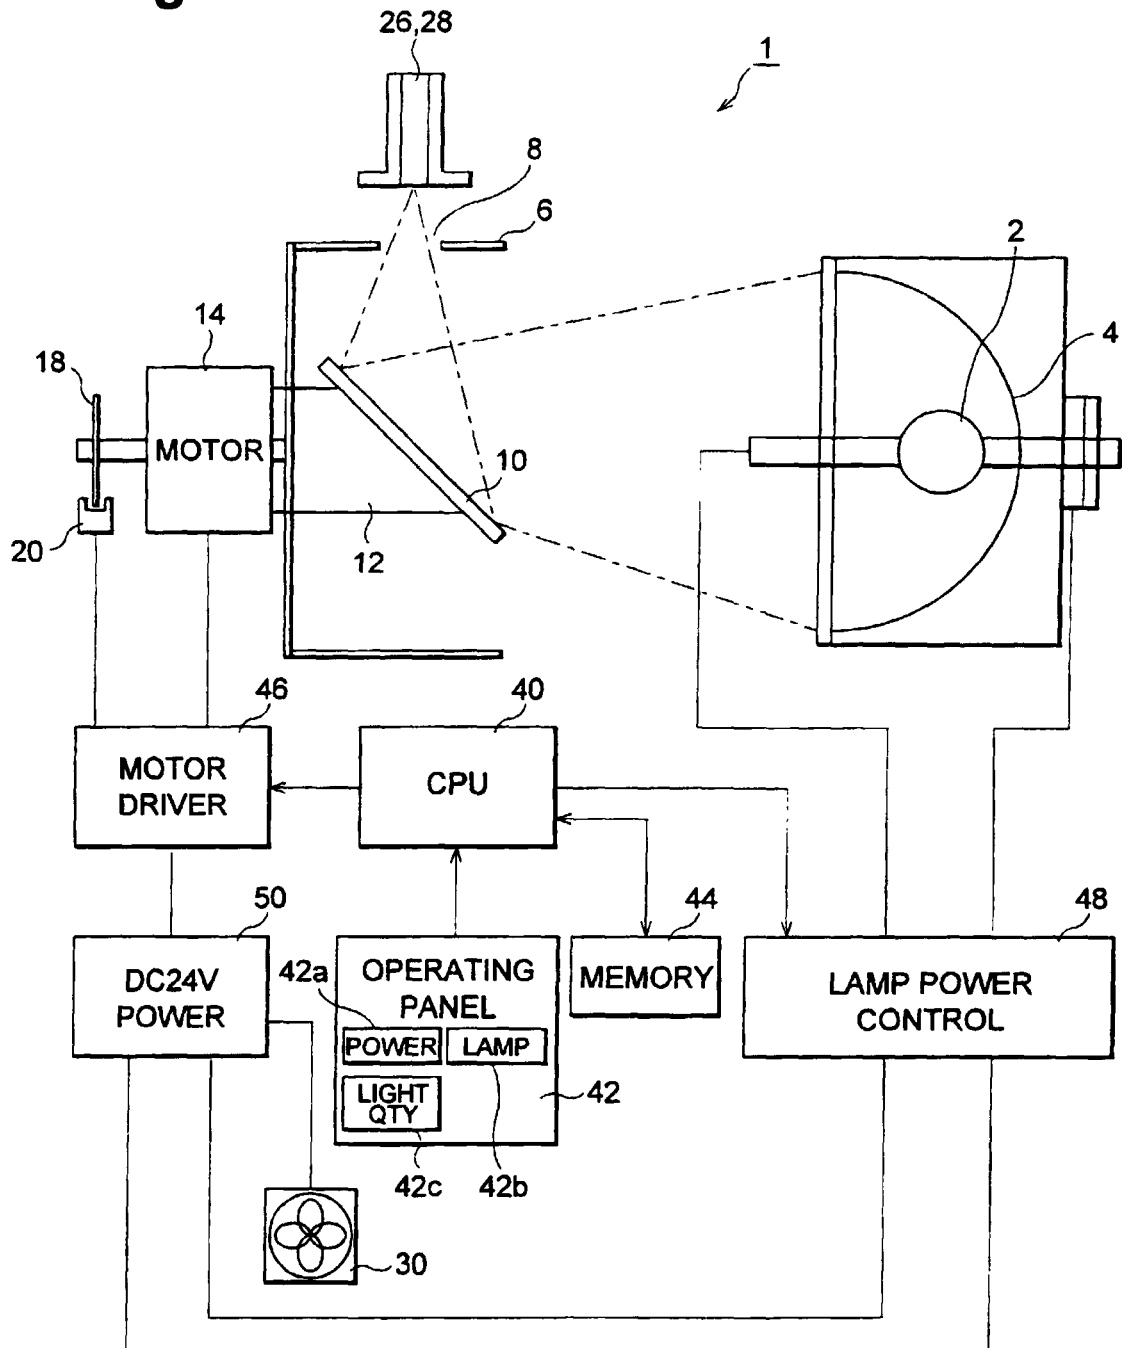 26,28
1
8
6
2
14
4
18
MOTOR
10
20
12
46
40
MOTOR
DRIVER
CPU
50
44
48
DC24V
POWER
42a
OPERATING
PANEL
MEMORY
LAMP POWER
CONTROL
POWER
LAMP
LIGHT
QTY
42
42c
42b
30